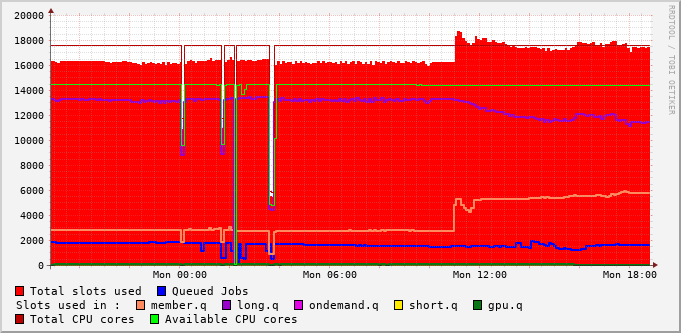 20000
18000
16000
14000
12000
10000
8000
6000
4000
2000
0
Mon 00:00 Mon 06:00 Mon 12:00 Mon 18:00
Total slots used Queued Jobs
Slots used in : member.q long.q ondemand.q short.q gpu.q
Total CPU cores Available CPU cores
RRDTOOL / TOBI OETIKER